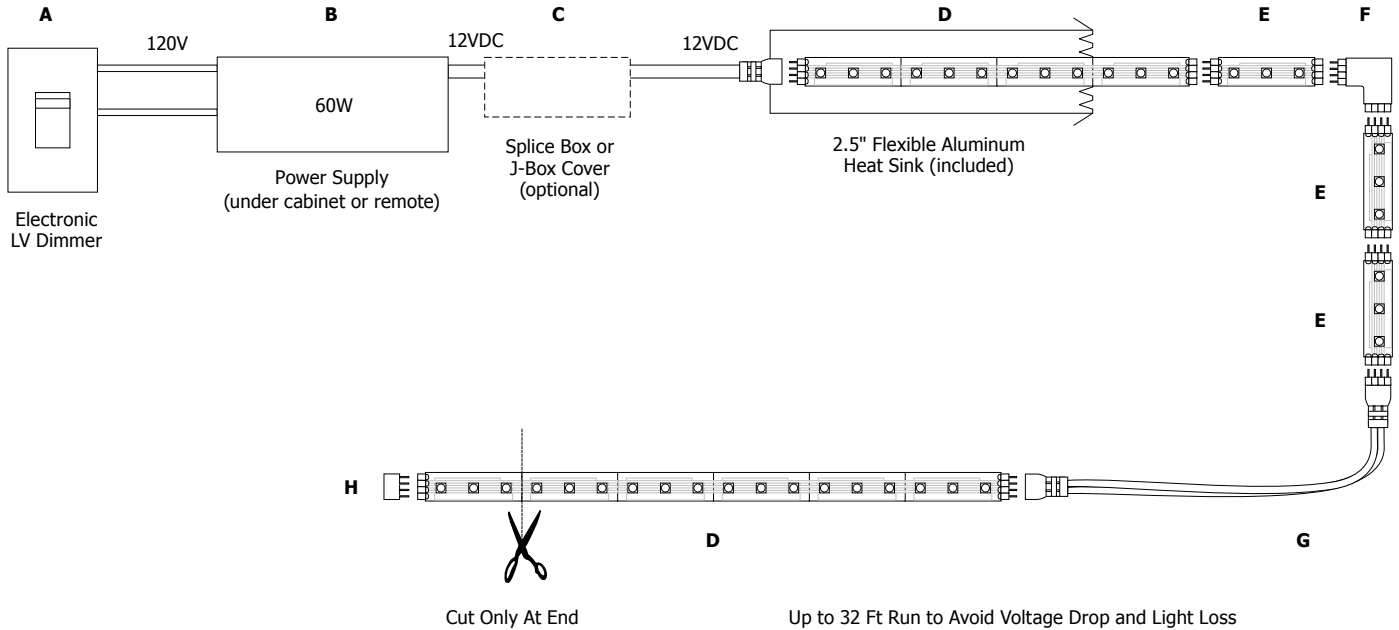 A
B
C
D
E
F
120V
12VDC
12VDC
60W
Splice Box or
J-Box Cover
(optional)
2.5" Flexible Aluminum
Heat Sink (included)
Power Supply
(under cabinet or remote)
Electronic
LV Dimmer
E
E
H
D
G
Cut Only At End
Up to 32 Ft Run to Avoid Voltage Drop and Light Loss